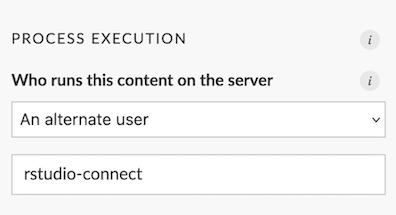 PROCESS EXECUTION i
Who runs this content on the server i
An alternate user
rstudio-connect